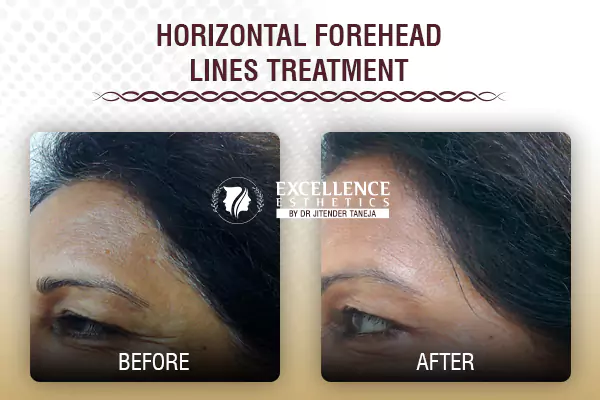 HORIZONTAL FOREHEAD
LINES TREATMENT
EXCELLENCE
ESTHETICS
BY DR JITENDER TANEJA
BEFORE
AFTER